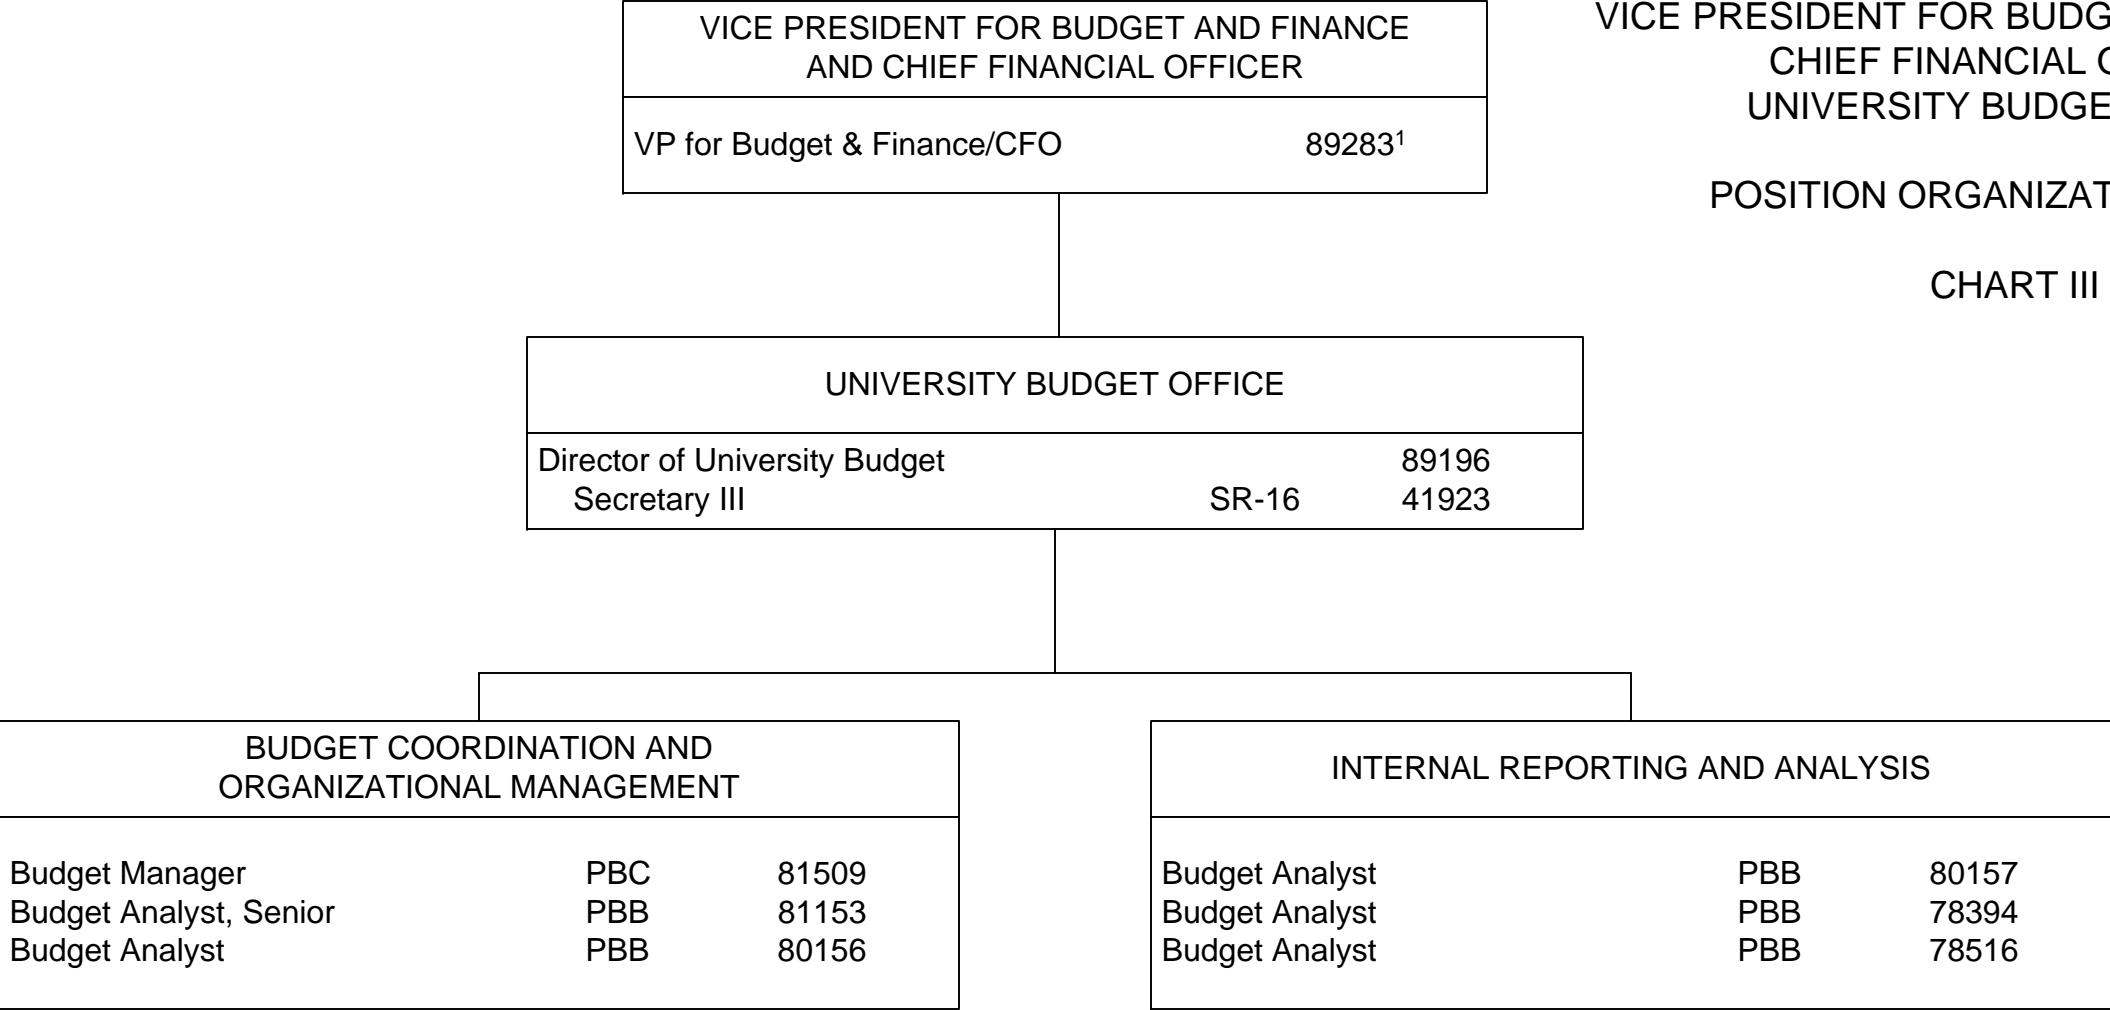 VICE PRESIDENT FOR BUDGET AND FINANCE
AND CHIEF FINANCIAL OFFICER
VP for Budget & Finance/CFO 89283¹
VICE PRESIDENT FOR
CHIEF FINANCIAL
UNIVERSITY
POSITION
CHART III
UNIVERSITY BUDGET OFFICE
Director of University Budget 89196
Secretary III SR-16 41923
BUDGET COORDINATION AND
ORGANIZATIONAL MANAGEMENT
Budget Manager PBC 81509
Budget Analyst, Senior PBB 81153
Budget Analyst PBB 80156
INTERNAL REPORTING AND ANALYSIS
Budget Analyst PBB 80157
Budget Analyst PBB 78394
Budget Analyst PBB 78516